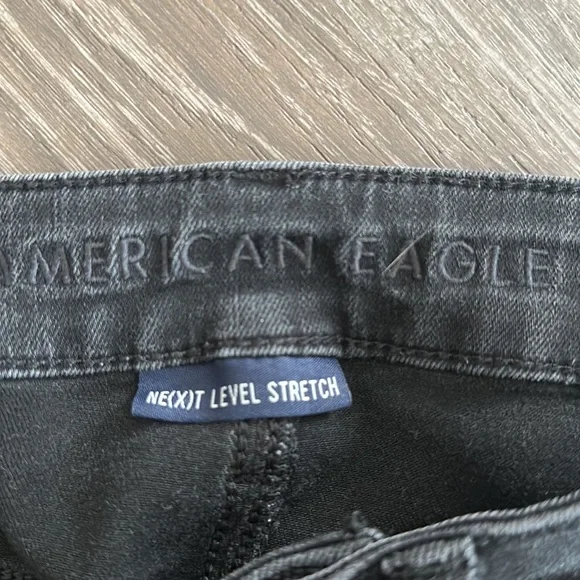 AMERICAN EAGLE
NE(X)T LEVEL STRETCH